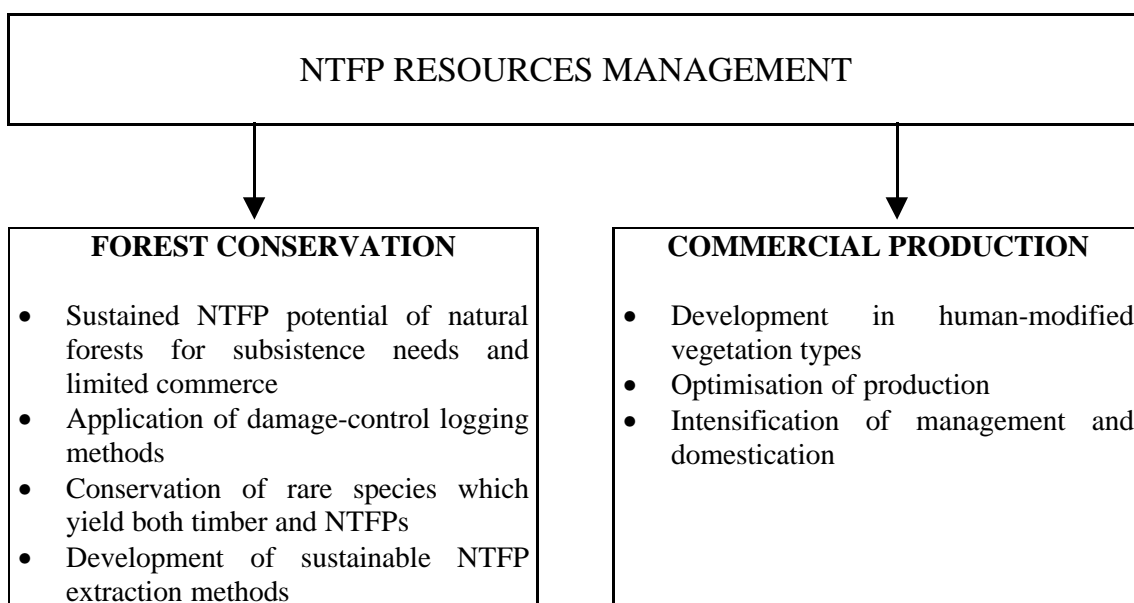 NTFP RESOURCES MANAGEMENT
FOREST CONSERVATION
• Sustained NTFP potential of natural
forests for subsistence needs and
limited commerce
• Application of damage-control logging
methods
• Conservation of rare species which
yield both timber and NTFPs
• Development of sustainable NTFP
extraction methods
COMMERCIAL PRODUCTION
• Development in human-modified
vegetation types
• Optimisation of production
• Intensification of management and
domestication